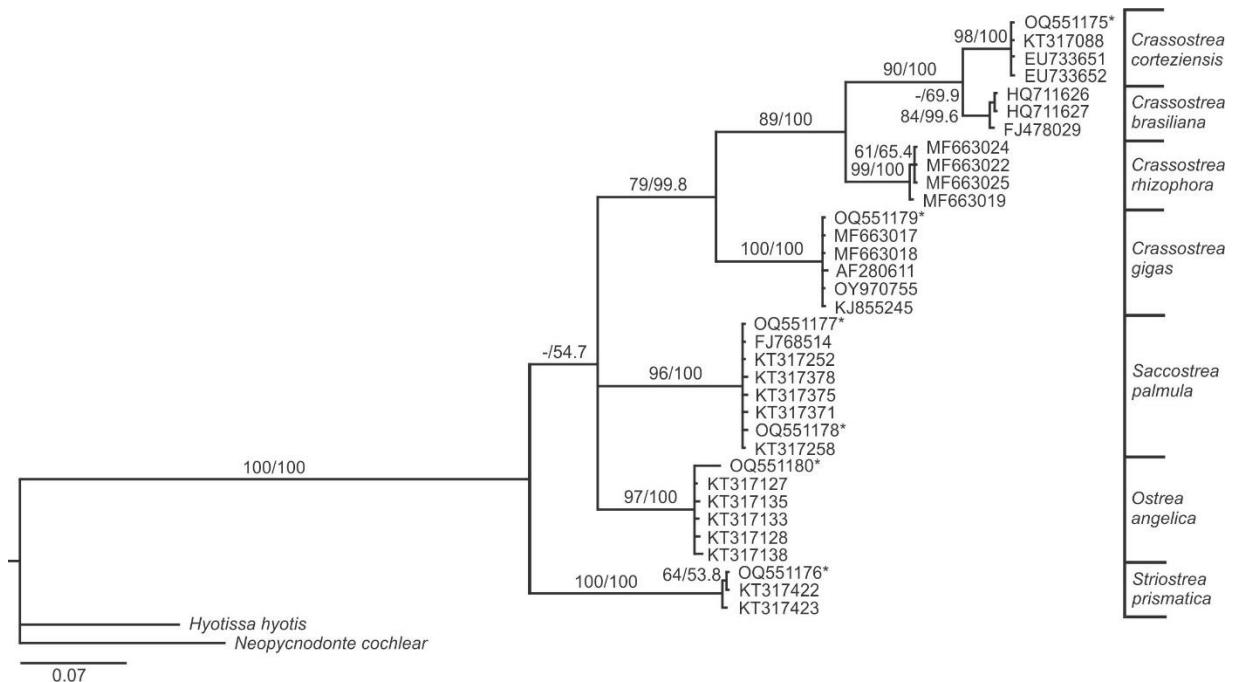 OQ551175*
98/100
KT317088
EU733651
EU733652
Crassostrea
corteziensis
90/100
-/69.9
84/99.6
HQ711626
HQ711627
FJ478029
Crassostrea
brasiliana
89/100
61/65.4
99/100
MF663024
MF663022
MF663025
MF663019
Crassostrea
rhizophora
79/99.8
100/100
OQ551179*
MF663017
MF663018
AF280611
OY970755
KJ855245
Crassostrea
gigas
-/54.7
96/100
OQ551177*
FJ768514
KT317252
KT317378
KT317375
KT317371
OQ551178*
KT317258
Saccostrea
palmula
100/100
97/100
OQ551180*
KT317127
KT317135
KT317133
KT317128
KT317138
Ostrea
angelica
100/100
64/53.8
OQ551176*
KT317422
KT317423
Striostrea
prismatica
Hyotissa hyotis
Neopycnodonte cochlear
0.07